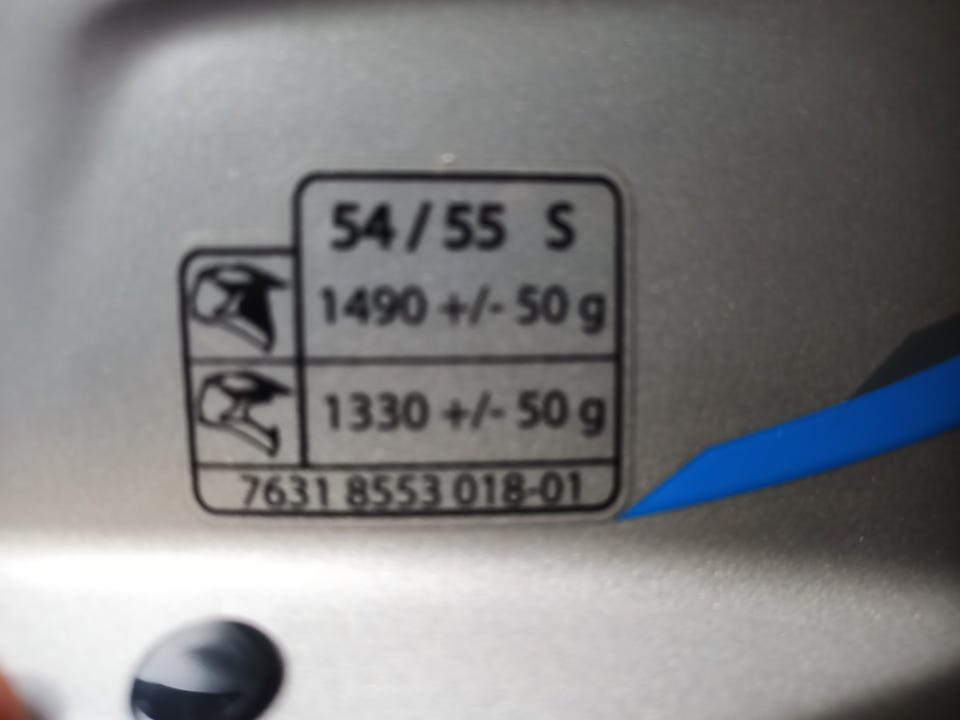 54/55 S
1490 +/- 50 g
1330 +/- 50 g
7631 8553 018-01